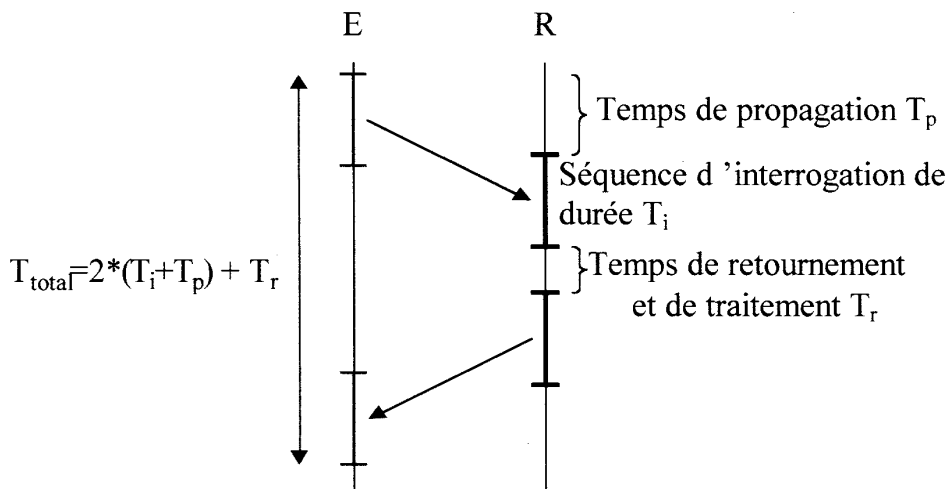 E R
Temps de propagation Tp
Séquence d ’interrogation de
durée Ti
Ttotal=2*(Ti+Tp) + Tr
Temps de retournement
et de traitement Tr